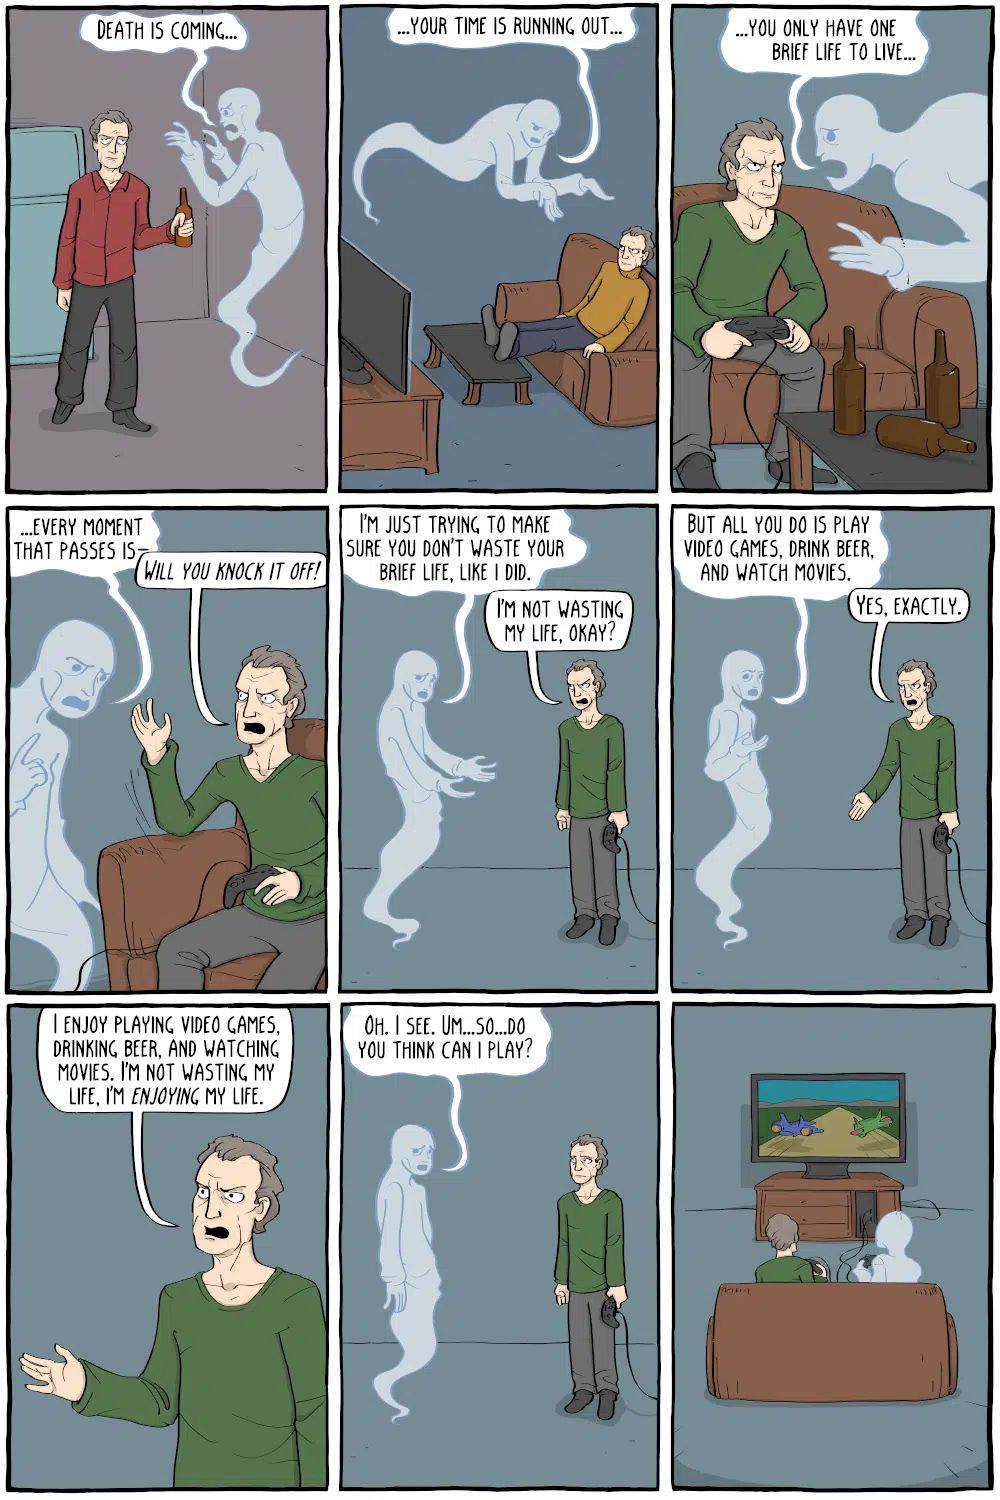 DEATH IS COMING...
...YOUR TIME IS RUNNING OUT...
...YOU ONLY HAVE ONE
BRIEF LIFE TO LIVE...
...EVERY MOMENT
THAT PASSES IS—
WILL YOU KNOCK IT OFF!
I'M JUST TRYING TO MAKE
SURE YOU DON'T WASTE YOUR
BRIEF LIFE, LIKE I DID.
I'M NOT WASTING
MY LIFE, OKAY?
BUT ALL YOU DO IS PLAY
VIDEO GAMES, DRINK BEER,
AND WATCH MOVIES.
YES, EXACTLY.
I ENJOY PLAYING VIDEO GAMES,
DRINKING BEER, AND WATCHING
MOVIES. I'M NOT WASTING MY
LIFE, I'M ENJOYING MY LIFE.
OH. I SEE. UM...SO...DO
YOU THINK CAN I PLAY?